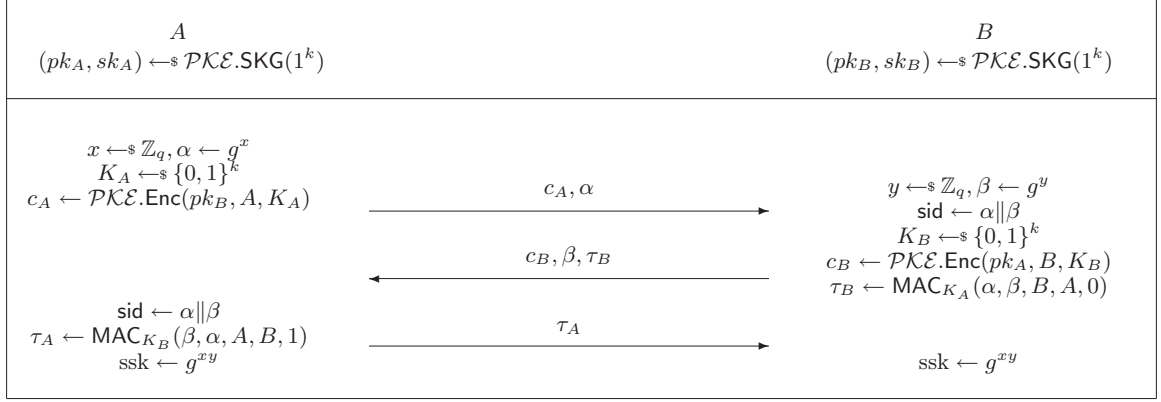 A
(pk_A, sk_A) ←$ PKE.SKG(1^k)
B
(pk_B, sk_B) ←$ PKE.SKG(1^k)
x ←$ ℤ_q, α ← g^x
K_A ←$ {0, 1}^k
c_A ← PKE.Enc(pk_B, A, K_A)
c_A, α
y ←$ ℤ_q, β ← g^y
sid ← α∥β
K_B ←$ {0, 1}^k
c_B ← PKE.Enc(pk_A, B, K_B)
τ_B ← MAC_{K_A}(α, β, B, A, 0)
c_B, β, τ_B
sid ← α∥β
τ_A ← MAC_{K_B}(β, α, A, B, 1)
ssk ← g^{xy}
τ_A
ssk ← g^{xy}